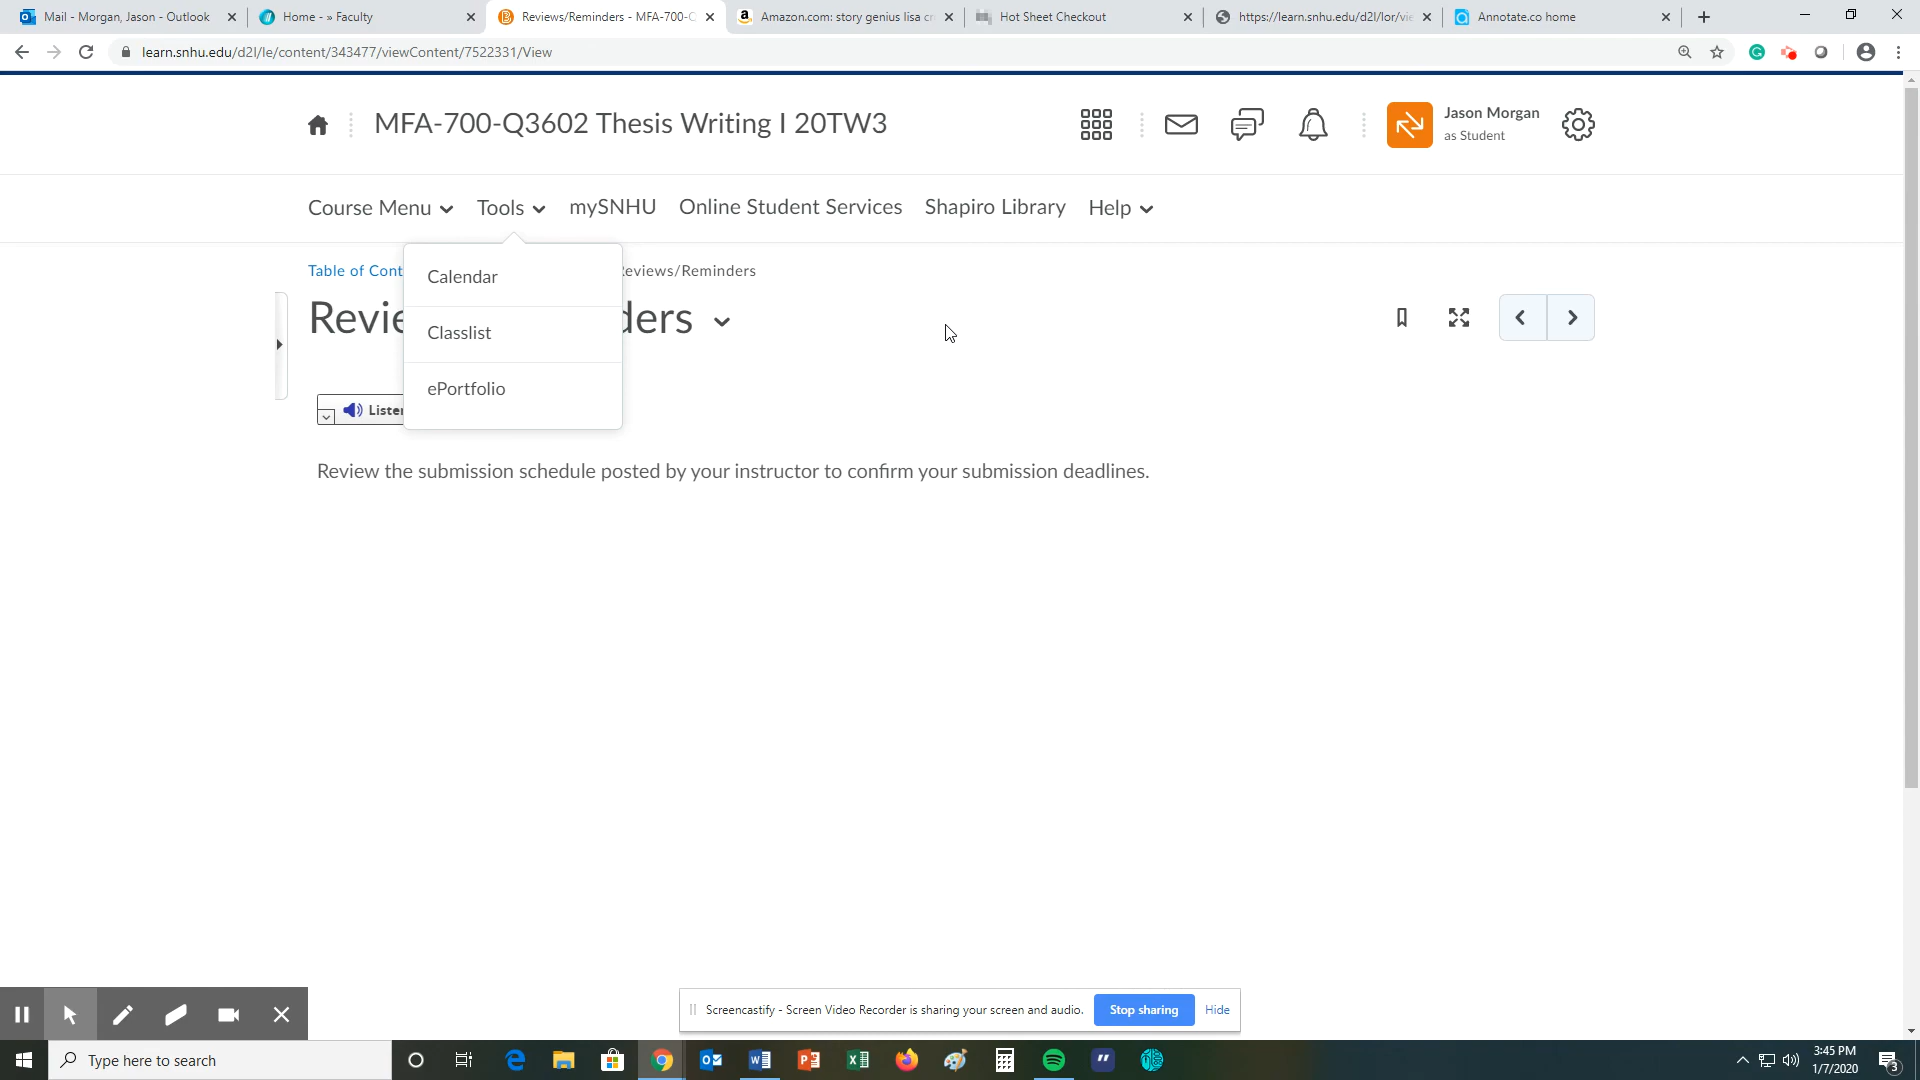 Mail - Morgan, Jason - Outlook
Home - » Faculty
Reviews/Reminders - MFA-700-Q
Amazon.com: story genius lisa cr
Hot Sheet Checkout
https://learn.snhu.edu/d2l/lor/vie
Annotate.co home
learn.snhu.edu/d2l/le/content/343477/viewContent/7522331/View
MFA-700-Q3602 Thesis Writing I 20TW3
Jason Morgan
as Student
Course Menu
Tools
mySNHU
Online Student Services
Shapiro Library
Help
Table of Cont
Reviews/Reminders
Calendar
Revie
ders
Classlist
ePortfolio
Listen
Review the submission schedule posted by your instructor to confirm your submission deadlines.
Screencastify - Screen Video Recorder is sharing your screen and audio.
Stop sharing
Hide
Type here to search
3:45 PM
1/7/2020
3